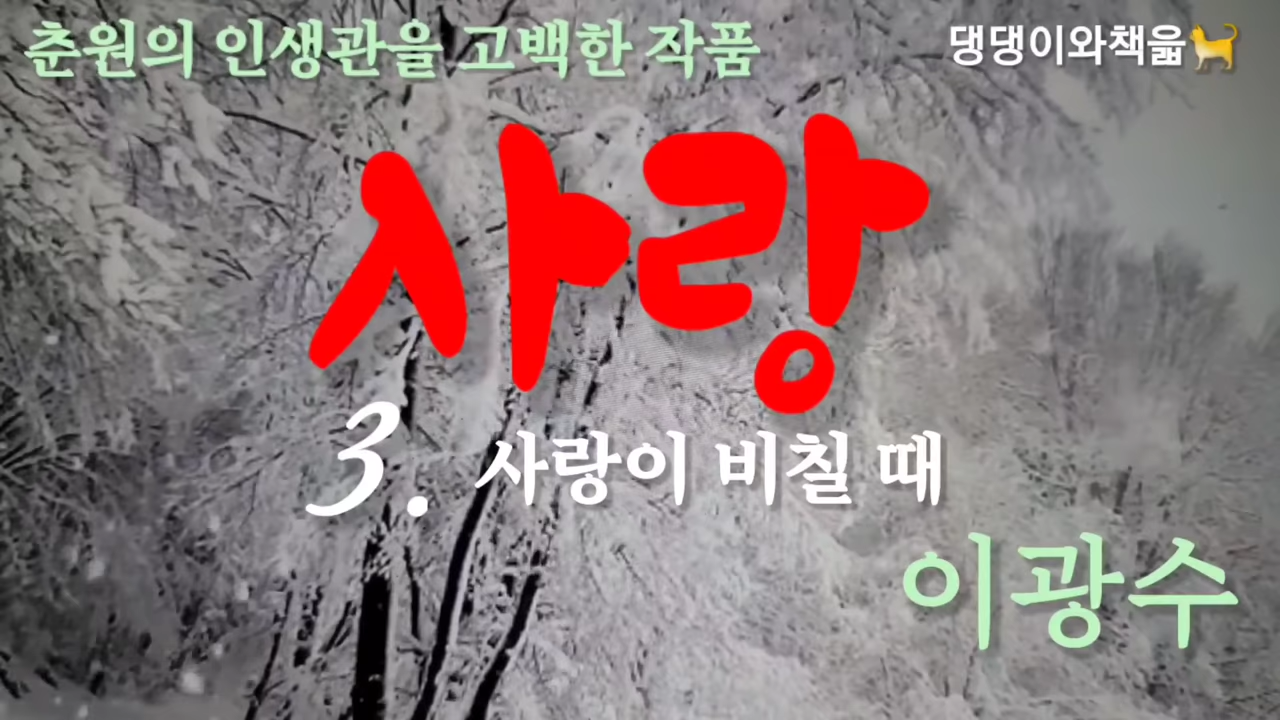 춘원의 인생관을 고백한 작품
댕댕이와책읊🐈
사랑
3. 사랑이 비칠 때
이광수